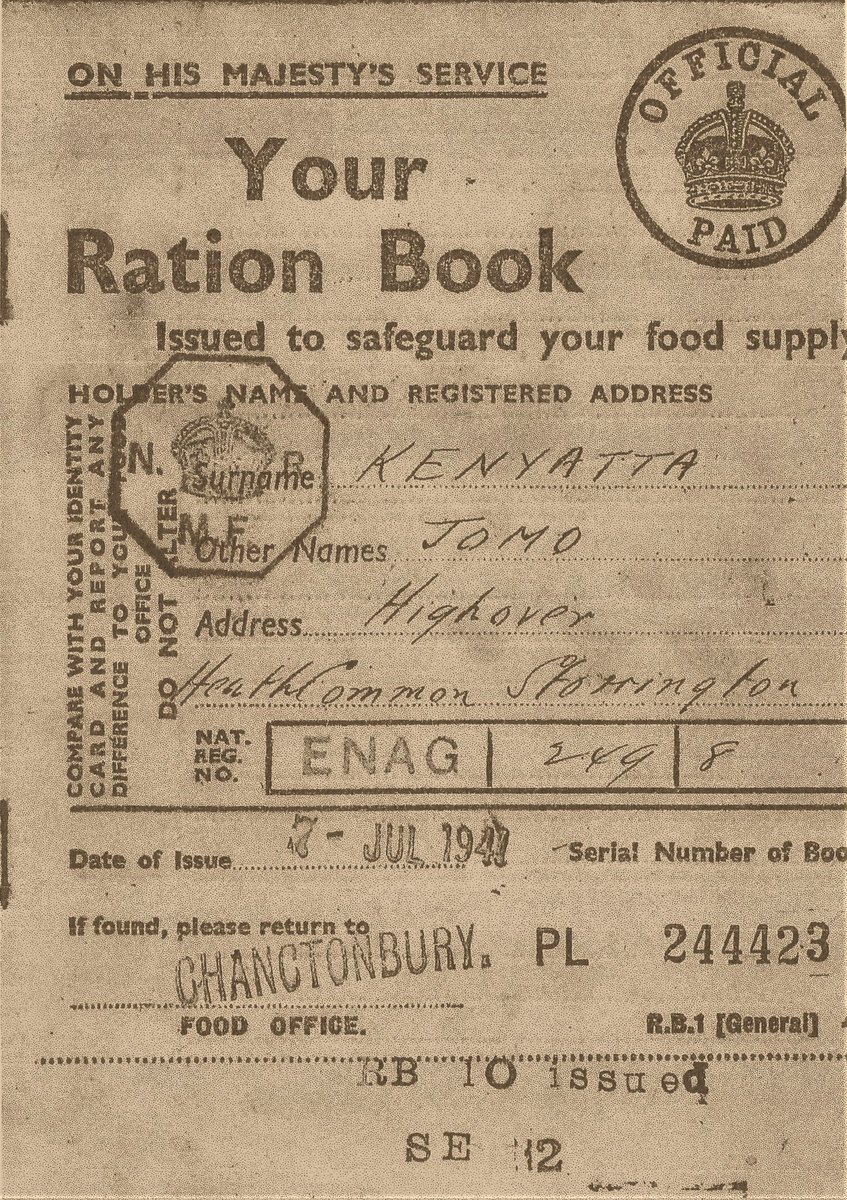 ON HIS MAJESTY'S SERVICE
OFFICIAL
PAID
Your
Ration Book
Issued to safeguard your food supply
HOLDER'S NAME AND REGISTERED ADDRESS
COMPARE WITH YOUR IDENTITY
CARD AND REPORT ANY
DIFFERENCE TO YOUR FOOD
OFFICE
DO NOT ALTER
N. R
M.F.
Surname KENYATTA
Other Names JOMO
Address Highover
Heath Common Storrington
NAT.
REG.
NO.
ENAG 249 8
Date of Issue 7 - JUL 1941
Serial Number of Boo
If found, please return to
CHANCTONBURY.
PL 244423
FOOD OFFICE.
R.B.1 [General]
RB 10 issued
SE 12